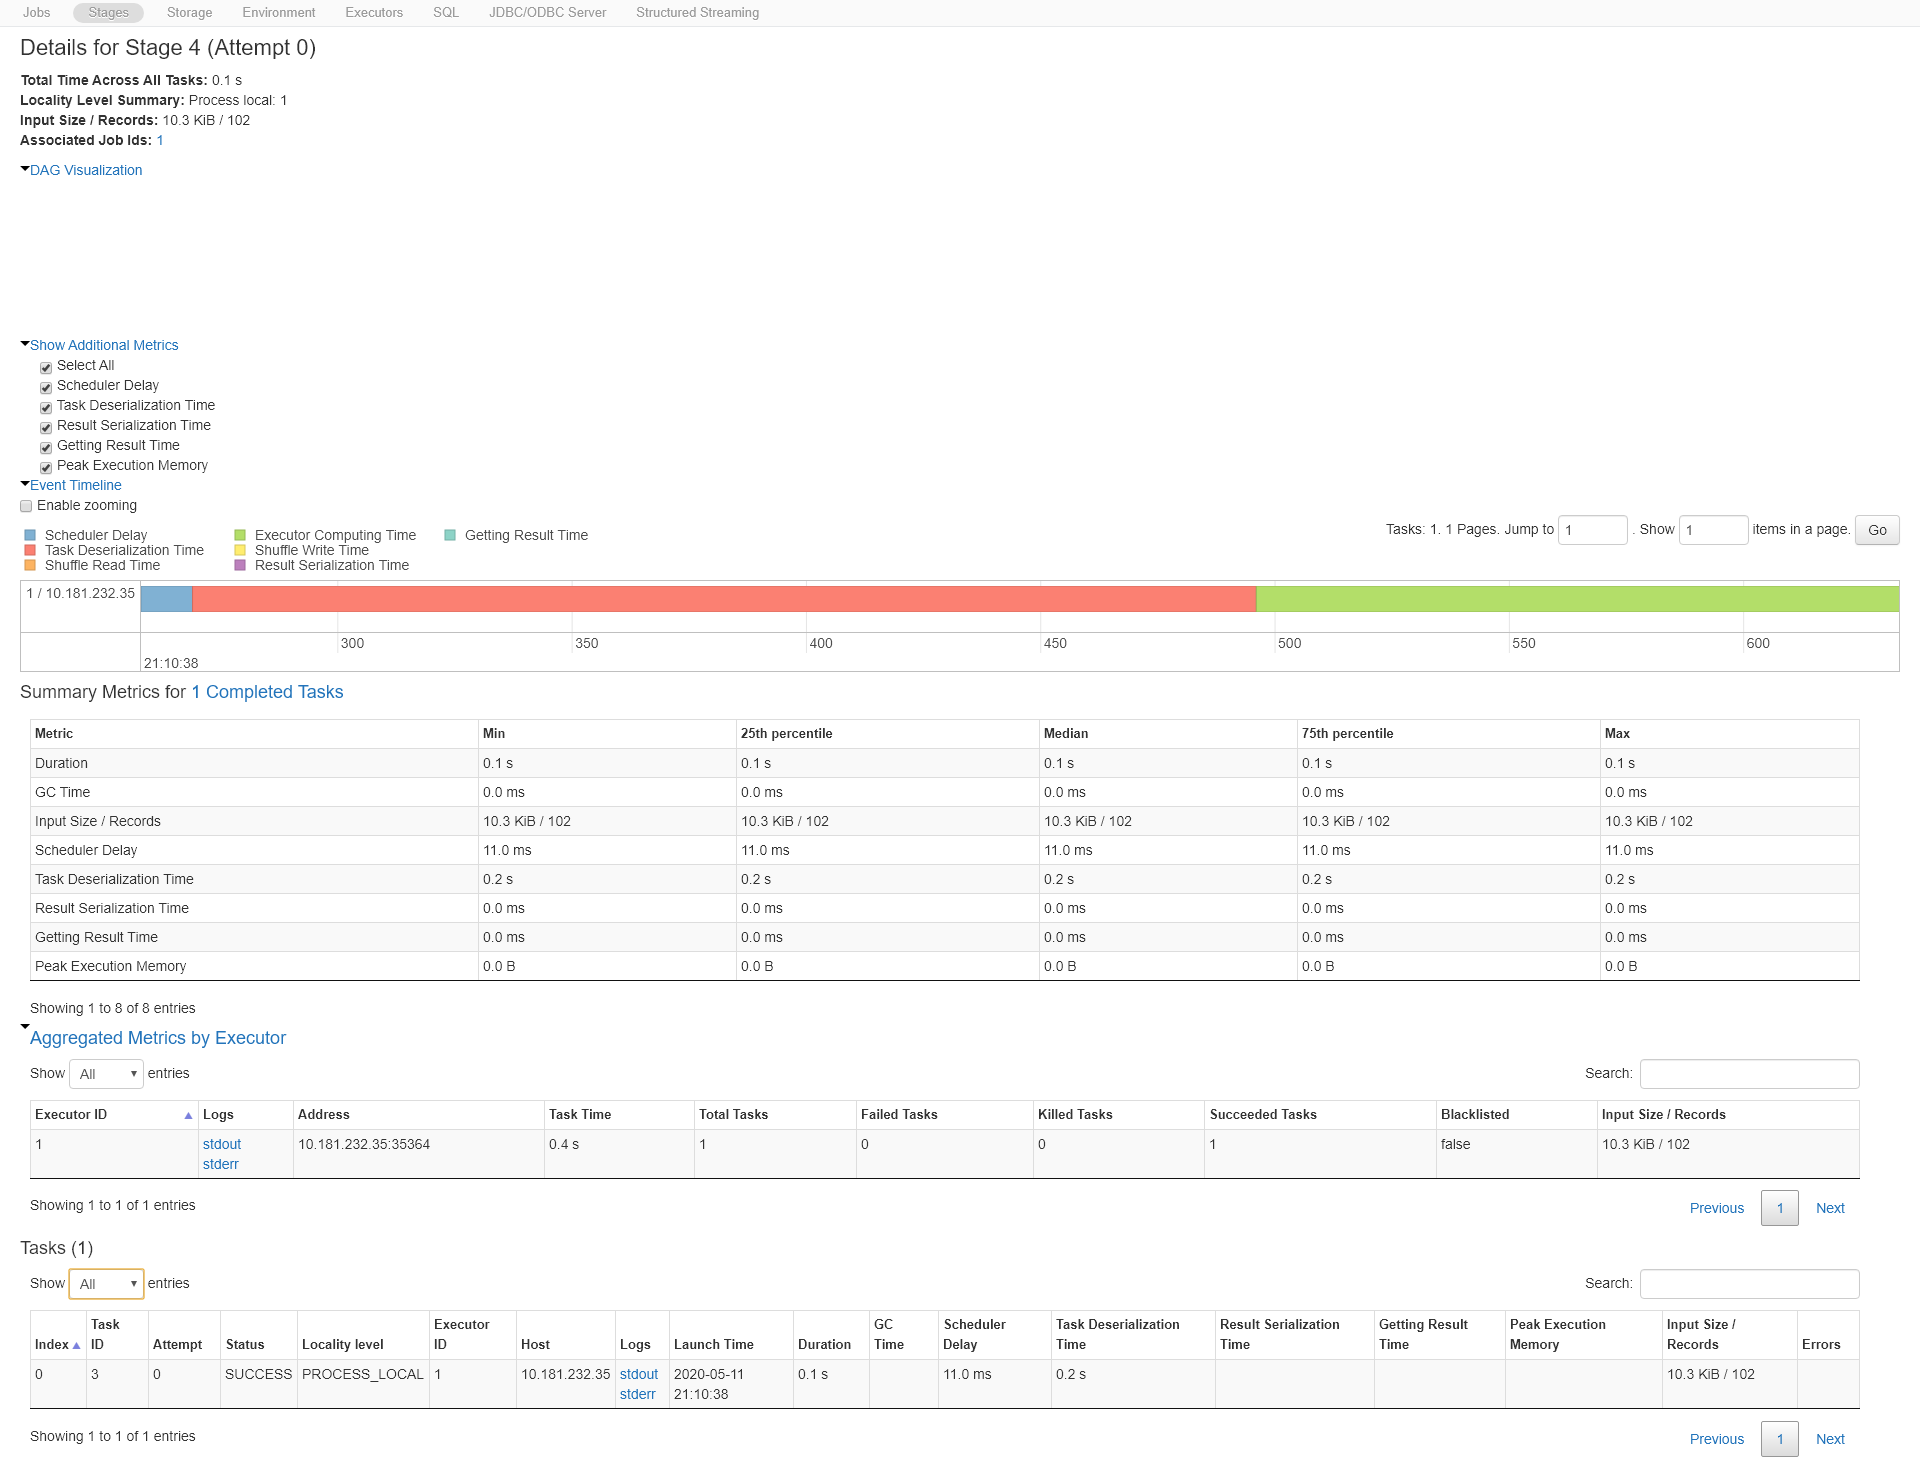 Jobs Stages Storage Environment Executors SQL JDBC/ODBC Server Structured Streaming
Details for Stage 4 (Attempt 0)
Total Time Across All Tasks: 0.1 s
Locality Level Summary: Process local: 1
Input Size / Records: 10.3 KiB / 102
Associated Job Ids: 1
DAG Visualization
Show Additional Metrics
Select All
Scheduler Delay
Task Deserialization Time
Result Serialization Time
Getting Result Time
Peak Execution Memory
Event Timeline
Enable zooming
Tasks: 1. 1 Pages. Jump to 1 . Show 1 items in a page. Go
Scheduler Delay Executor Computing Time Getting Result Time
Task Deserialization Time Shuffle Write Time
Shuffle Read Time Result Serialization Time
1 / 10.181.232.35
300 350 400 450 500 550 600
21:10:38
Summary Metrics for 1 Completed Tasks
Metric Min 25th percentile Median 75th percentile Max
Duration 0.1 s 0.1 s 0.1 s 0.1 s 0.1 s
GC Time 0.0 ms 0.0 ms 0.0 ms 0.0 ms 0.0 ms
Input Size / Records 10.3 KiB / 102 10.3 KiB / 102 10.3 KiB / 102 10.3 KiB / 102 10.3 KiB / 102
Scheduler Delay 11.0 ms 11.0 ms 11.0 ms 11.0 ms 11.0 ms
Task Deserialization Time 0.2 s 0.2 s 0.2 s 0.2 s 0.2 s
Result Serialization Time 0.0 ms 0.0 ms 0.0 ms 0.0 ms 0.0 ms
Getting Result Time 0.0 ms 0.0 ms 0.0 ms 0.0 ms 0.0 ms
Peak Execution Memory 0.0 B 0.0 B 0.0 B 0.0 B 0.0 B
Showing 1 to 8 of 8 entries
Aggregated Metrics by Executor
Show All entries Search:
Executor ID Logs Address Task Time Total Tasks Failed Tasks Killed Tasks Succeeded Tasks Blacklisted Input Size / Records
1 stdout 10.181.232.35:35364 0.4 s 1 0 0 1 false 10.3 KiB / 102
stderr
Showing 1 to 1 of 1 entries
Previous 1 Next
Tasks (1)
Show All entries Search:
Index Task ID Attempt Status Locality level Executor ID Host Logs Launch Time Duration GC Time Scheduler Delay Task Deserialization Time Result Serialization Time Getting Result Time Peak Execution Memory Input Size / Records Errors
0 3 0 SUCCESS PROCESS_LOCAL 1 10.181.232.35 stdout 2020-05-11 0.1 s 11.0 ms 0.2 s 10.3 KiB / 102
stderr 21:10:38
Showing 1 to 1 of 1 entries
Previous 1 Next